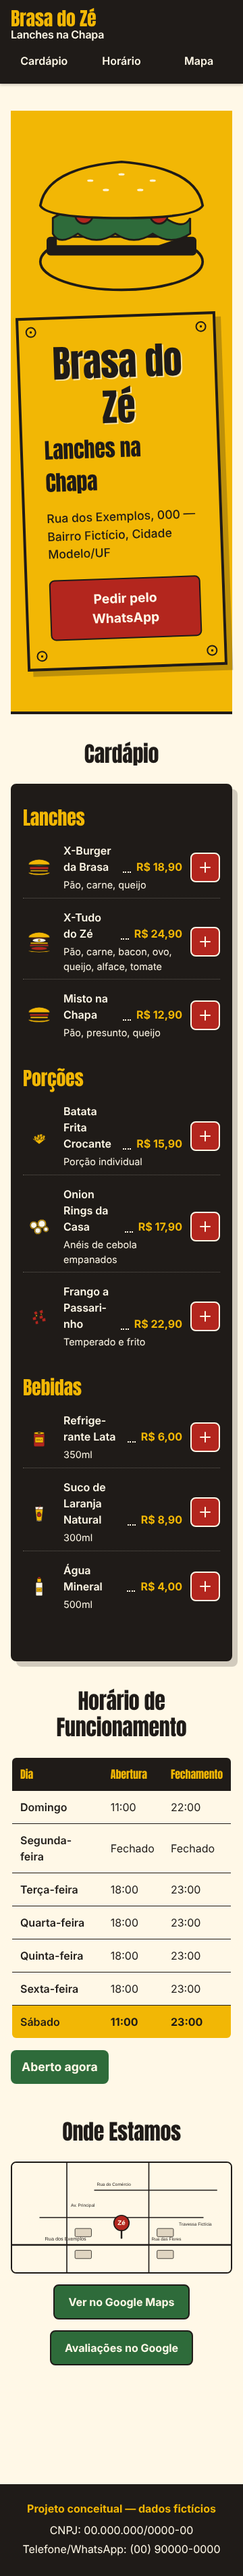 Brasa do Zé
Lanches na Chapa
Cardápio Horário Mapa
Brasa do
Zé
Lanches na
Chapa
Rua dos Exemplos, 000 —
Bairro Fictício, Cidade
Modelo/UF
Pedir pelo
WhatsApp
Cardápio
Lanches
X-Burger
da Brasa R$ 18,90
Pão, carne, queijo
X-Tudo
do Zé R$ 24,90
Pão, carne, bacon, ovo,
queijo, alface, tomate
Misto na
Chapa R$ 12,90
Pão, presunto, queijo
Porções
Batata
Frita
Crocante R$ 15,90
Porção individual
Onion
Rings da
Casa R$ 17,90
Anéis de cebola
empanados
Frango a
Passari-
nho R$ 22,90
Temperado e frito
Bebidas
Refrige-
rante Lata R$ 6,00
350ml
Suco de
Laranja
Natural R$ 8,90
300ml
Água
Mineral R$ 4,00
500ml
Horário de
Funcionamento
Dia Abertura Fechamento
Domingo 11:00 22:00
Segunda-
feira Fechado Fechado
Terça-feira 18:00 23:00
Quarta-feira 18:00 23:00
Quinta-feira 18:00 23:00
Sexta-feira 18:00 23:00
Sábado 11:00 23:00
Aberto agora
Onde Estamos
Rua do Comércio
Av. Principal
Zé
Travessa Fictícia
Rua dos Exemplos
Rua das Flores
Ver no Google Maps
Avaliações no Google
Projeto conceitual — dados fictícios
CNPJ: 00.000.000/0000-00
Telefone/WhatsApp: (00) 90000-0000